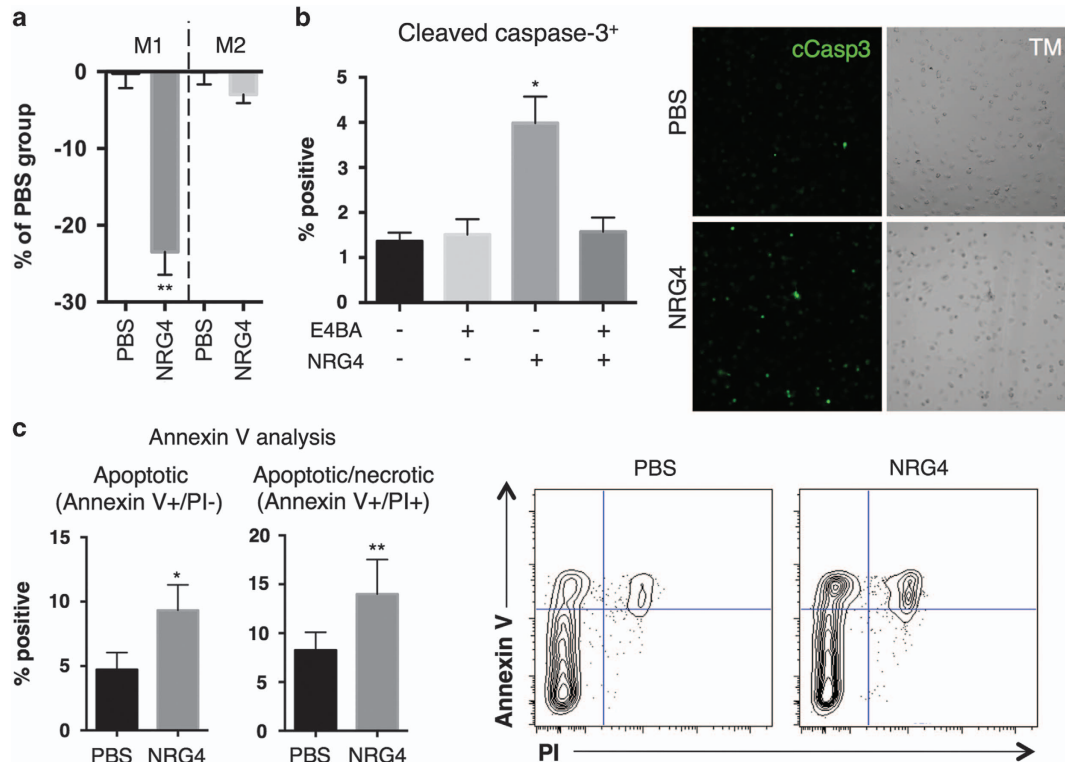 a
M1
M2
0
-10
-20
-30
% of PBS group
**
PBS
NRG4
PBS
NRG4
b
Cleaved caspase-3+
5
4
3
2
1
0
% positive
*
E4BA - + - +
NRG4 - - + +
cCasp3
TM
PBS
NRG4
c
Annexin V analysis
Apoptotic
(Annexin V+/PI-)
15
10
5
0
% positive
*
PBS NRG4
Apoptotic/necrotic
(Annexin V+/PI+)
20
15
10
5
0
**
PBS NRG4
PBS
NRG4
Annexin V
PI